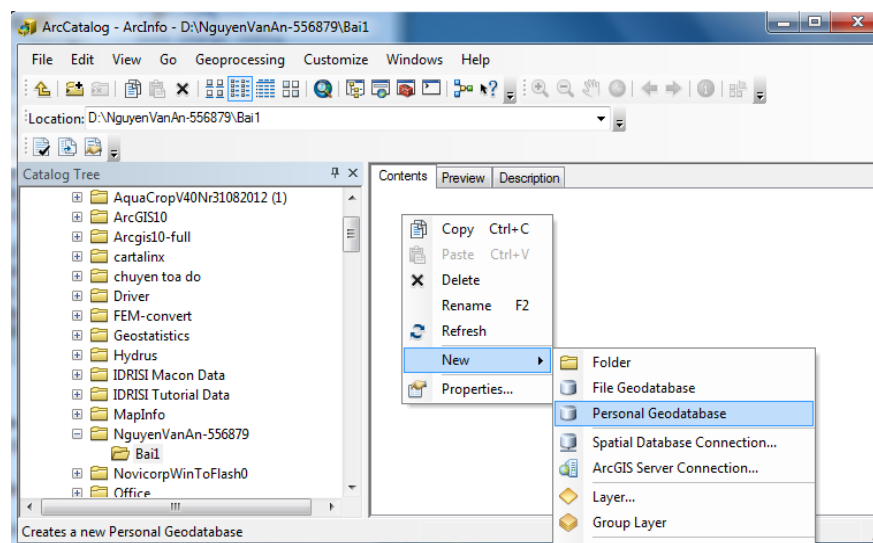 ArcCatalog - ArcInfo - D:\NguyenVanAn-556879\Bai1
File Edit View Go Geoprocessing Customize Windows Help
Location: D:\NguyenVanAn-556879\Bai1
Catalog Tree
Contents Preview Description
AquaCropV40Nr31082012 (1)
ArcGIS10
Arcgis10-full
cartalinx
chuyen toa do
Driver
FEM-convert
Geostatistics
Hydrus
IDRISI Macon Data
IDRISI Tutorial Data
MapInfo
NguyenVanAn-556879
Bai1
NovicorpWinToFlash0
Office
Copy Ctrl+C
Paste Ctrl+V
Delete
Rename F2
Refresh
New
Properties...
Folder
File Geodatabase
Personal Geodatabase
Spatial Database Connection...
ArcGIS Server Connection...
Layer...
Group Layer
Creates a new Personal Geodatabase